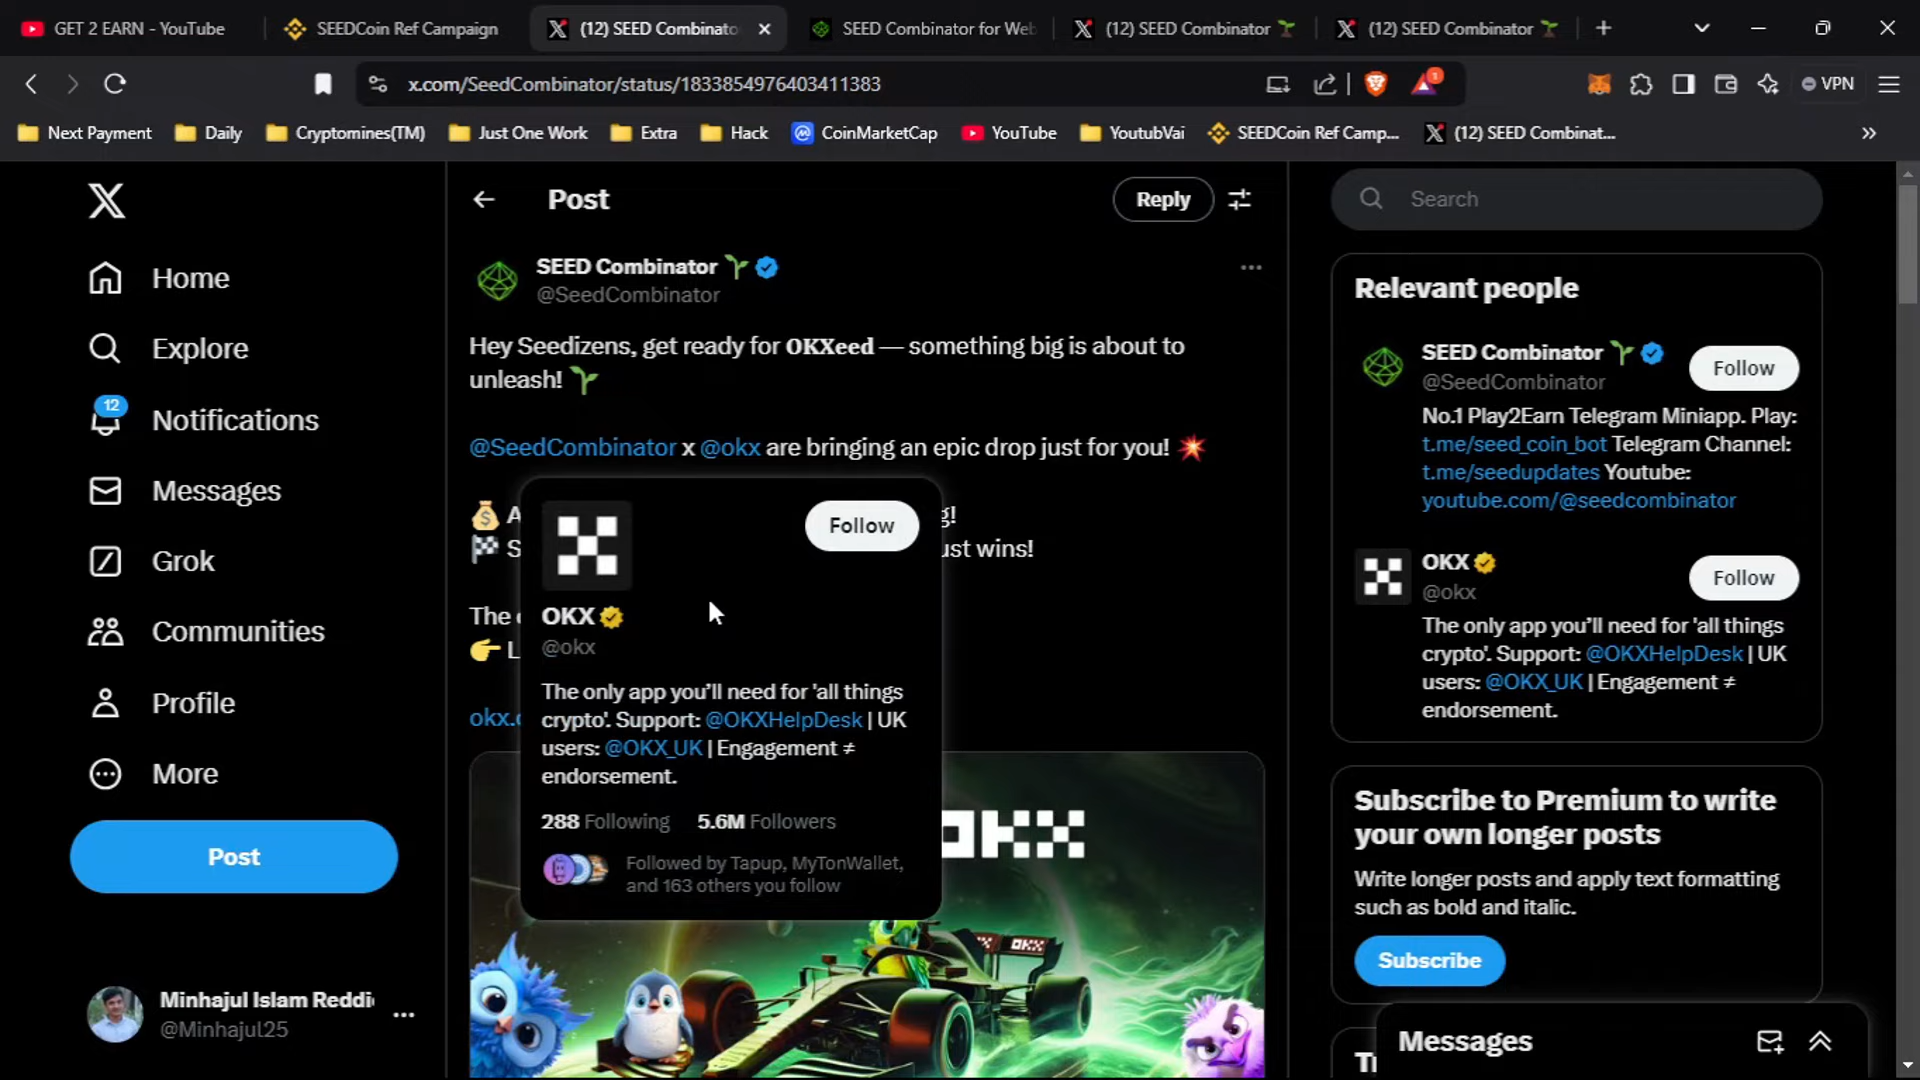 GET 2 EARN - YouTube
SEEDCoin Ref Campaign
(12) SEED Combinato
SEED Combinator for Web
(12) SEED Combinator
(12) SEED Combinator
x.com/SeedCombinator/status/1833854976403411383
1
VPN
Next Payment
Daily
Cryptomines(TM)
Just One Work
Extra
Hack
CoinMarketCap
YouTube
YoutubVai
SEEDCoin Ref Camp...
(12) SEED Combinat...
Home
Explore
12
Notifications
Messages
Grok
Communities
Profile
More
Post
Minhajul Islam Reddi
@Minhajul25
Post
Reply
SEED Combinator
@SeedCombinator
Hey Seedizens, get ready for OKXeed — something big is about to
unleash!
@SeedCombinator x @okx are bringing an epic drop just for you!
A g!
S ust wins!
The
L
okx.
Follow
OKX
@okx
The only app you’ll need for 'all things
crypto'. Support: @OKXHelpDesk | UK
users: @OKX_UK | Engagement ≠
endorsement.
288 Following 5.6M Followers
Followed by Tapup, MyTonWallet,
and 163 others you follow
OKX
OKX
Search
Relevant people
SEED Combinator
@SeedCombinator
Follow
No.1 Play2Earn Telegram Miniapp. Play:
t.me/seed_coin_bot Telegram Channel:
t.me/seedupdates Youtube:
youtube.com/@seedcombinator
OKX
@okx
Follow
The only app you’ll need for 'all things
crypto'. Support: @OKXHelpDesk | UK
users: @OKX_UK | Engagement ≠
endorsement.
Subscribe to Premium to write
your own longer posts
Write longer posts and apply text formatting
such as bold and italic.
Subscribe
Messages